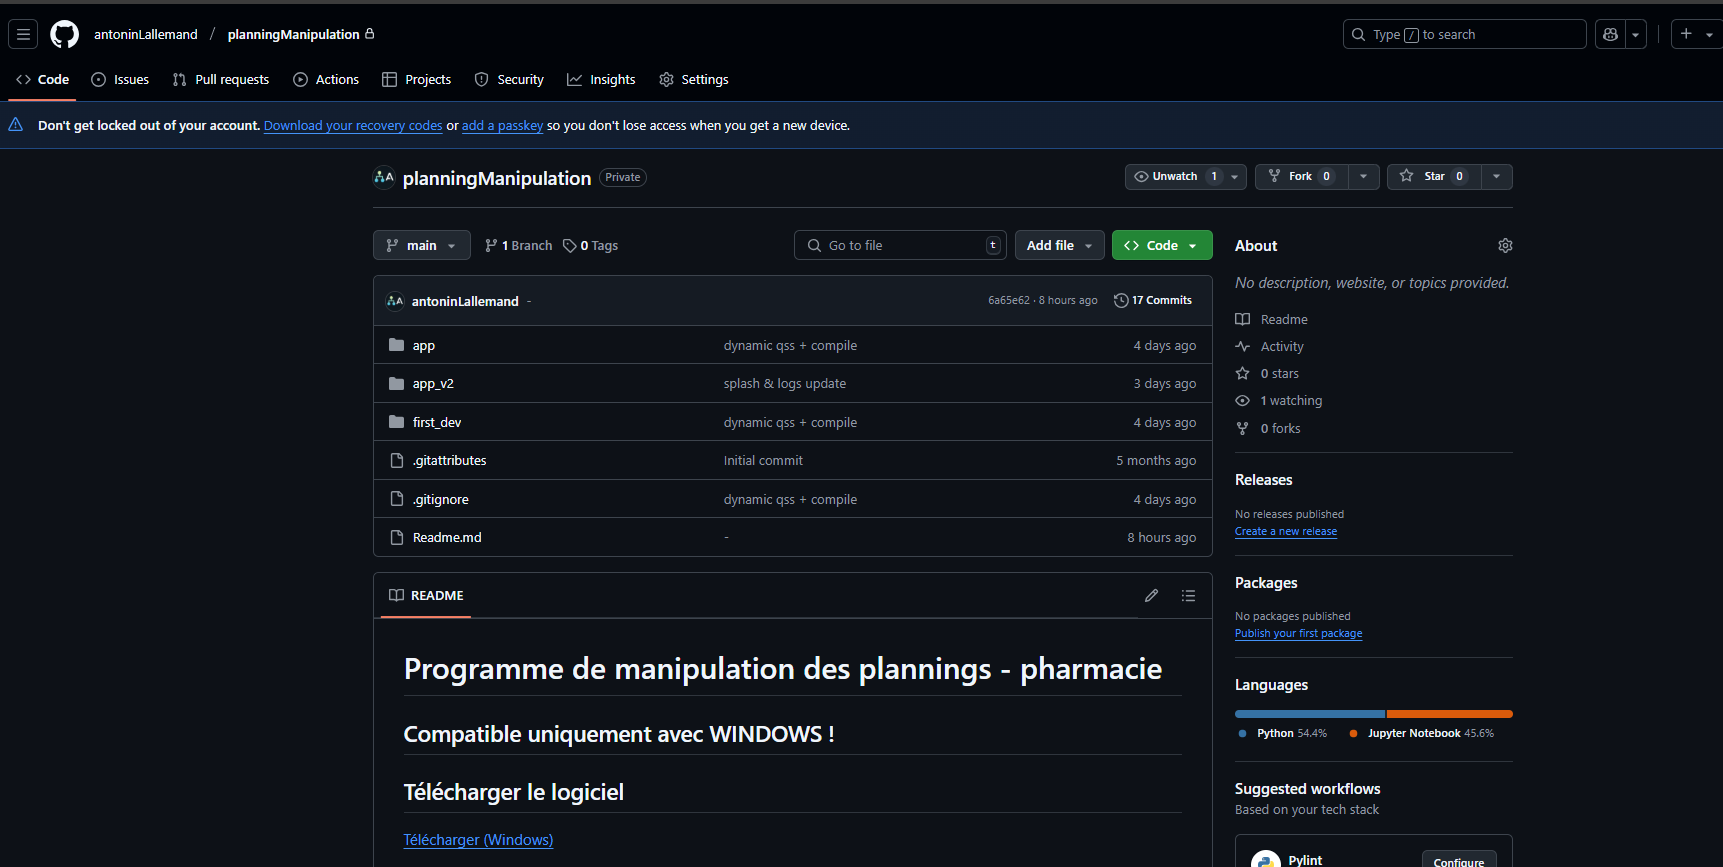 antoninLallemand / planningManipulation
Type / to search
Code Issues Pull requests Actions Projects Security Insights Settings
Don't get locked out of your account. Download your recovery codes or add a passkey so you don't lose access when you get a new device.
planningManipulation Private
Unwatch 1 Fork 0 Star 0
main 1 Branch 0 Tags
Go to file t Add file Code
antoninLallemand - 6a65e62 · 8 hours ago 17 Commits
app dynamic qss + compile 4 days ago
app_v2 splash & logs update 3 days ago
first_dev dynamic qss + compile 4 days ago
.gitattributes Initial commit 5 months ago
.gitignore dynamic qss + compile 4 days ago
Readme.md - 8 hours ago
README
Programme de manipulation des plannings - pharmacie
Compatible uniquement avec WINDOWS !
Télécharger le logiciel
Télécharger (Windows)
About
No description, website, or topics provided.
Readme
Activity
0 stars
1 watching
0 forks
Releases
No releases published
Create a new release
Packages
No packages published
Publish your first package
Languages
Python 54.4% Jupyter Notebook 45.6%
Suggested workflows
Based on your tech stack
Pylint Configure